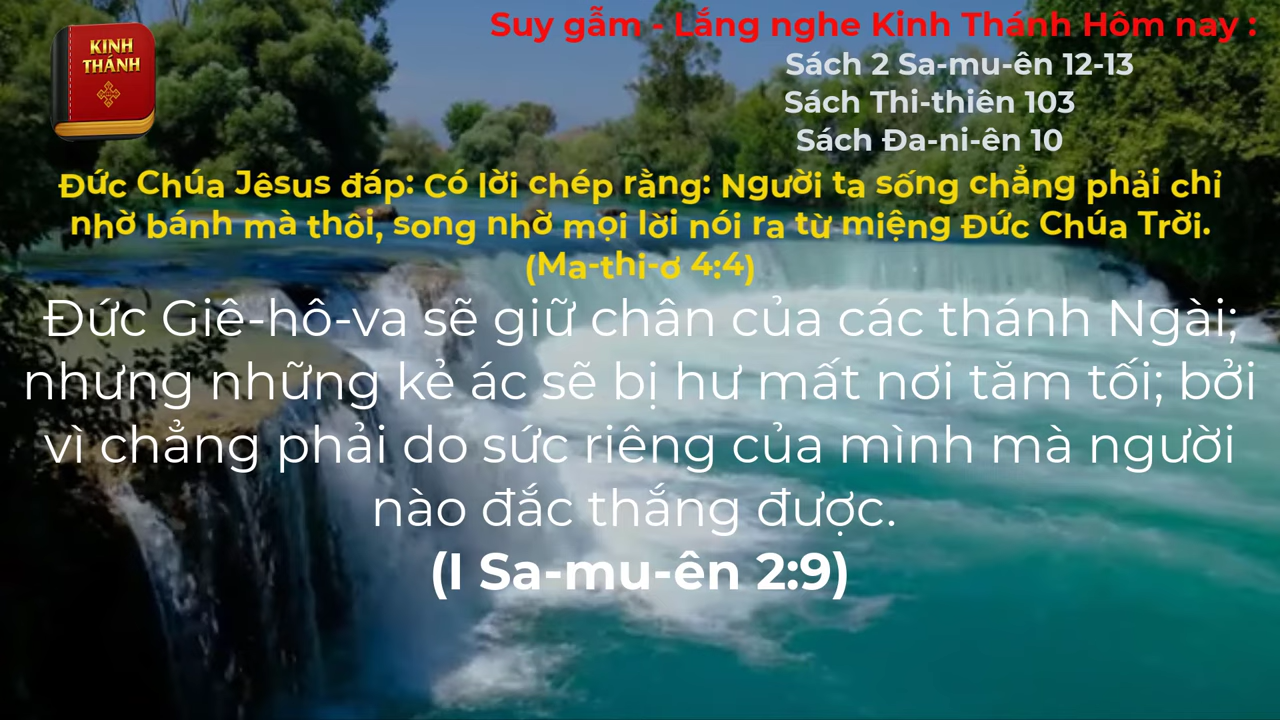 KINH
THÁNH
Suy gẫm - Lắng nghe Kinh Thánh Hôm nay :
Sách 2 Sa-mu-ên 12-13
Sách Thi-thiên 103
Sách Đa-ni-ên 10
Đức Chúa Jêsus đáp: Có lời chép rằng: Người ta sống chẳng phải chỉ
nhờ bánh mà thôi, song nhờ mọi lời nói ra từ miệng Đức Chúa Trời.
(Ma-thi-ơ 4:4)
Đức Giê-hô-va sẽ giữ chân của các thánh Ngài;
nhưng những kẻ ác sẽ bị hư mất nơi tăm tối; bởi
vì chẳng phải do sức riêng của mình mà người
nào đắc thắng được.
(I Sa-mu-ên 2:9)